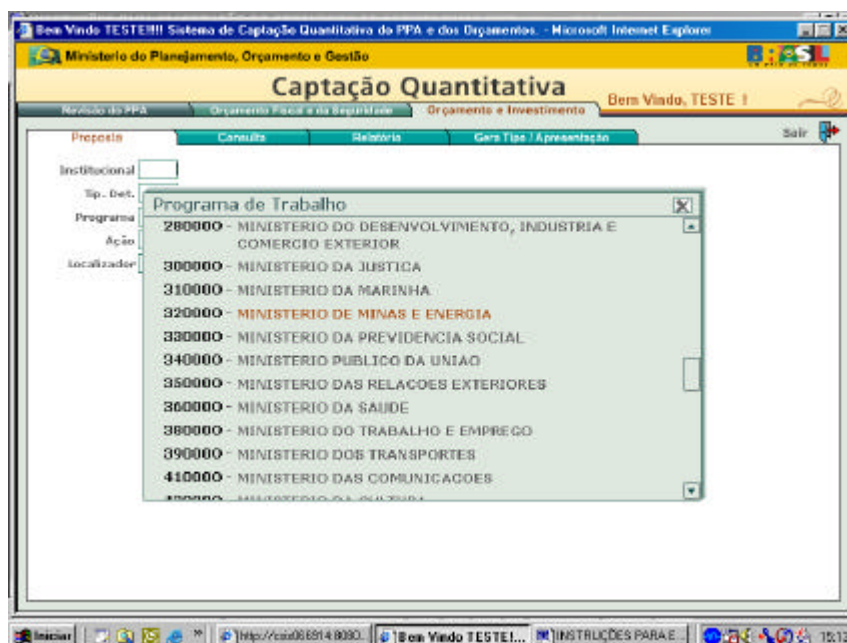 Bem Vindo TESTE!!!! Sistema de Captação Quantitativa do PPA e dos Orçamentos. - Microsoft Internet Explorer
Ministerio do Planejamento, Orçamento e Gestão
BRASIL
Captação Quantitativa
Bem Vindo, TESTE !
Revisão do PPA
Orçamento Fiscal e da Seguridade
Orçamento e Investimento
Proposta
Consulta
Relatório
Gera Tipo / Apresentação
Sair
Institucional
Tip. Det.
Programa
Ação
Localizador
Programa de Trabalho
280000 - MINISTERIO DO DESENVOLVIMENTO, INDUSTRIA E
COMERCIO EXTERIOR
300000 - MINISTERIO DA JUSTICA
310000 - MINISTERIO DA MARINHA
320000 - MINISTERIO DE MINAS E ENERGIA
330000 - MINISTERIO DA PREVIDENCIA SOCIAL
340000 - MINISTERIO PUBLICO DA UNIAO
350000 - MINISTERIO DAS RELACOES EXTERIORES
360000 - MINISTERIO DA SAUDE
380000 - MINISTERIO DO TRABALHO E EMPREGO
390000 - MINISTERIO DOS TRANSPORTES
410000 - MINISTERIO DAS COMUNICACOES
Iniciar
Bem Vindo TESTE!...
INSTRUÇÕES PARA E...
15:13